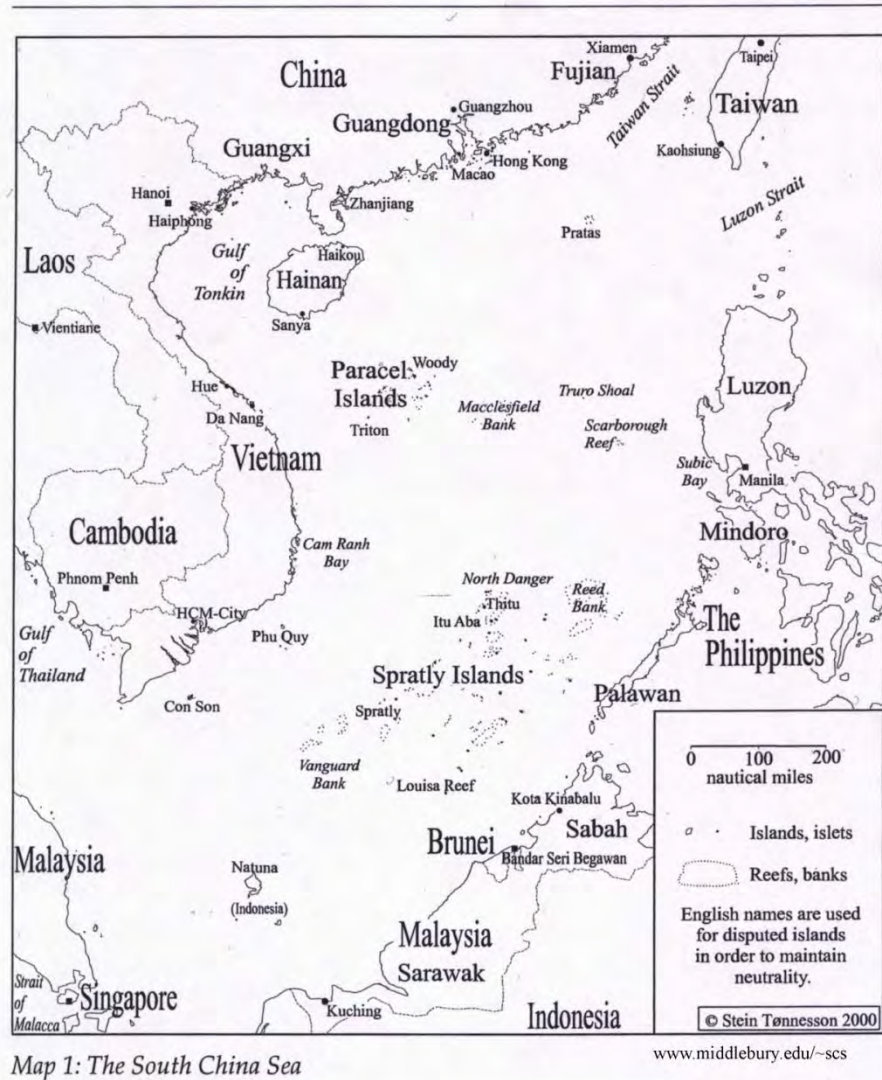 Xiamen
Taipei
China
Fujian
Taiwan Strait
Taiwan
Guangzhou
Guangdong
Guangxi
Hong Kong
Macao
Kaohsiung
Hanoi
Haiphong
Zhanjiang
Luzon Strait
Pratas
Laos
Gulf
of
Tonkin
Haikou
Hainan
Sanya
Vientiane
Paracel
Islands
Woody
Triton
Hue
Da Nang
Macclesfield
Bank
Truro Shoal
Scarborough
Reef
Luzon
Subic
Bay
Manila
Vietnam
Cambodia
Phnom Penh
Cam Ranh
Bay
Mindoro
North Danger
Thitu
Itu Aba
Reed
Bank
HCM-City
Phu Quy
Gulf
of
Thailand
The
Philippines
Spratly Islands
Palawan
Con Son
Spratly
Vanguard
Bank
Louisa Reef
Kota Kinabalu
Sabah
Brunei
Bandar Seri Begawan
Malaysia
Natuna
(Indonesia)
Malaysia
Sarawak
Strait
of
Malacca
Singapore
Kuching
Indonesia
0 100 200
nautical miles
Islands, islets
Reefs, banks
English names are used
for disputed islands
in order to maintain
neutrality.
© Stein Tønnesson 2000
Map 1: The South China Sea
www.middlebury.edu/~scs